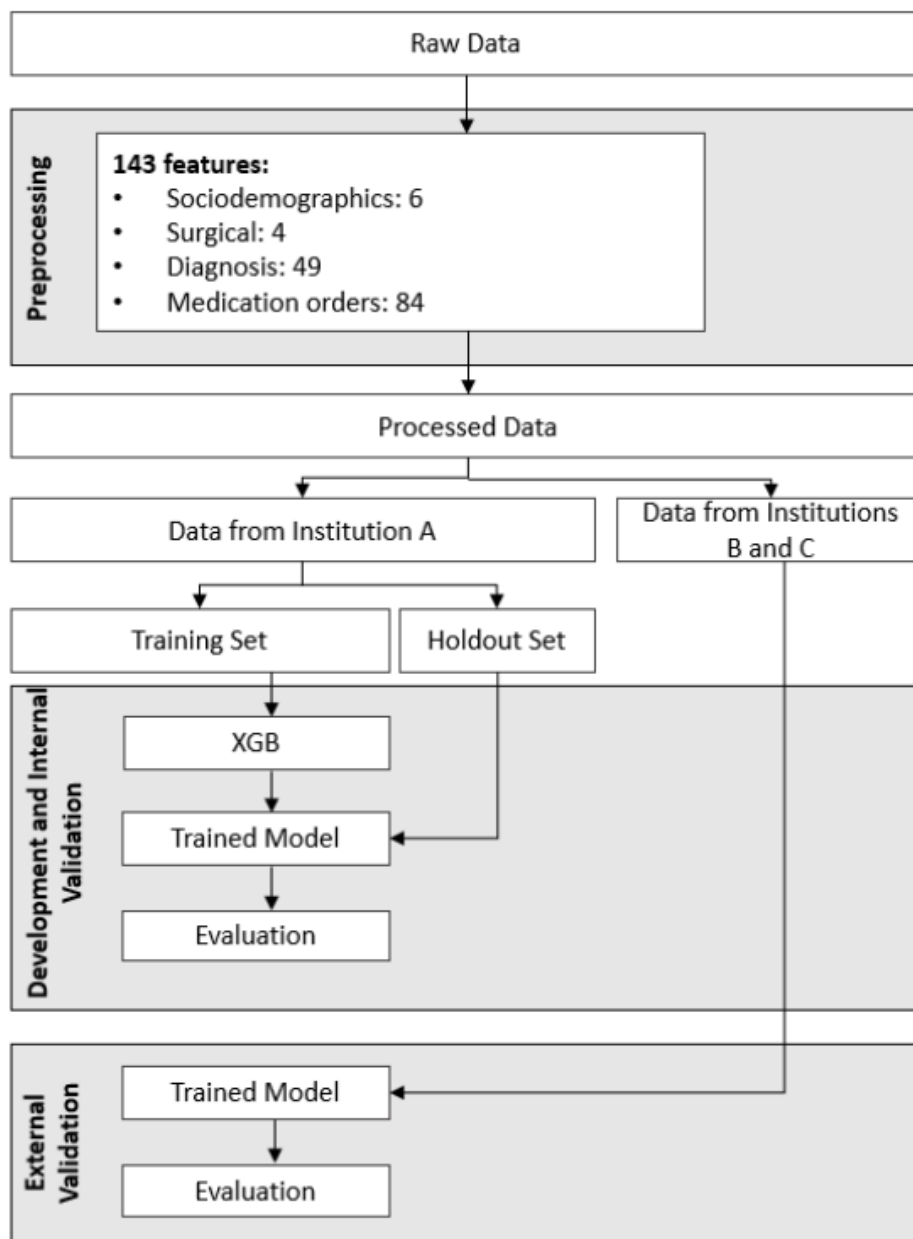 Raw Data
Preprocessing
143 features:
• Sociodemographics: 6
• Surgical: 4
• Diagnosis: 49
• Medication orders: 84
Processed Data
Data from Institution A
Data from Institutions
B and C
Training Set
Holdout Set
Development and Internal
Validation
XGB
Trained Model
Evaluation
External
Validation
Trained Model
Evaluation